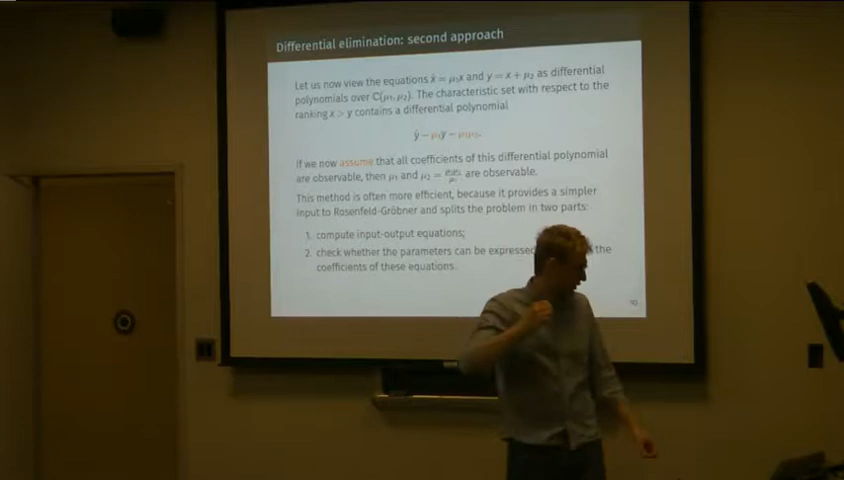 Differential elimination: second approach
Let us now view the equations ẋ = μ₁x and y = x + μ₂ as differential
polynomials over C(μ₁, μ₂). The characteristic set with respect to the
ranking x > y contains a differential polynomial
ẏ − μ₁y − μ₁μ₂.
If we now assume that all coefficients of this differential polynomial
are observable, then μ₁ and μ₂ = μ₁μ₂/μ₁ are observable.
This method is often more efficient, because it provides a simpler
input to Rosenfeld-Gröbner and splits the problem in two parts:
1. compute input-output equations;
2. check whether the parameters can be expressed the
coefficients of these equations.